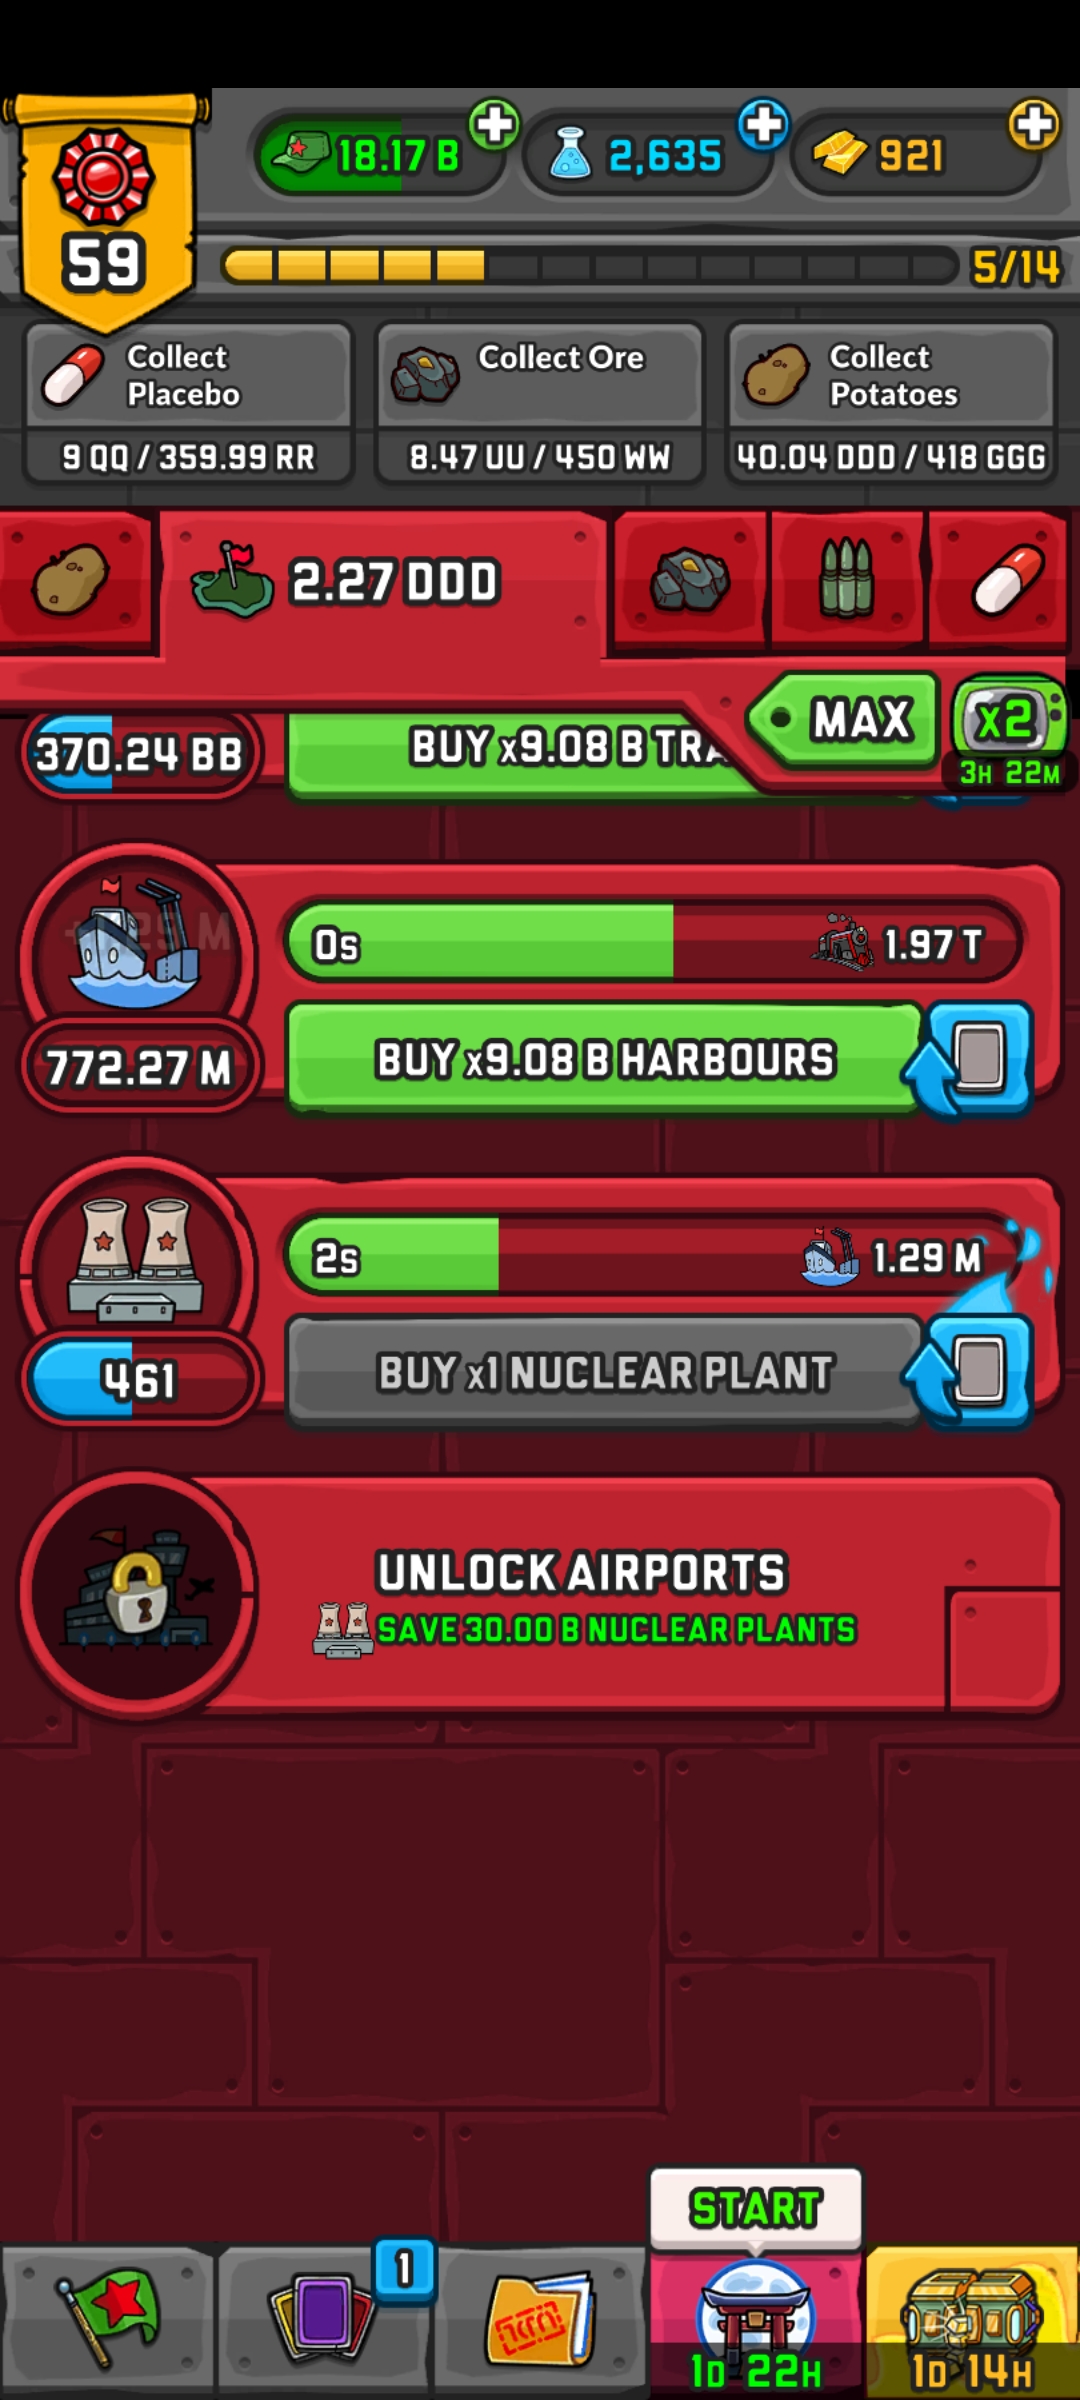 18.17 B
2,635
921
59
5/14
Collect
Placebo
9 QQ / 359.99 RR
Collect Ore
8.47 UU / 450 WW
Collect
Potatoes
40.04 DDD / 418 GGG
2.27 DDD
MAX
x2
3H 22M
370.24 BB
BUY x9.08 B TRA
0s
1.97 T
772.27 M
BUY x9.08 B HARBOURS
2s
1.29 M
461
BUY x1 NUCLEAR PLANT
UNLOCK AIRPORTS
SAVE 30.00 B NUCLEAR PLANTS
START
1
1D 22H
1D 14H